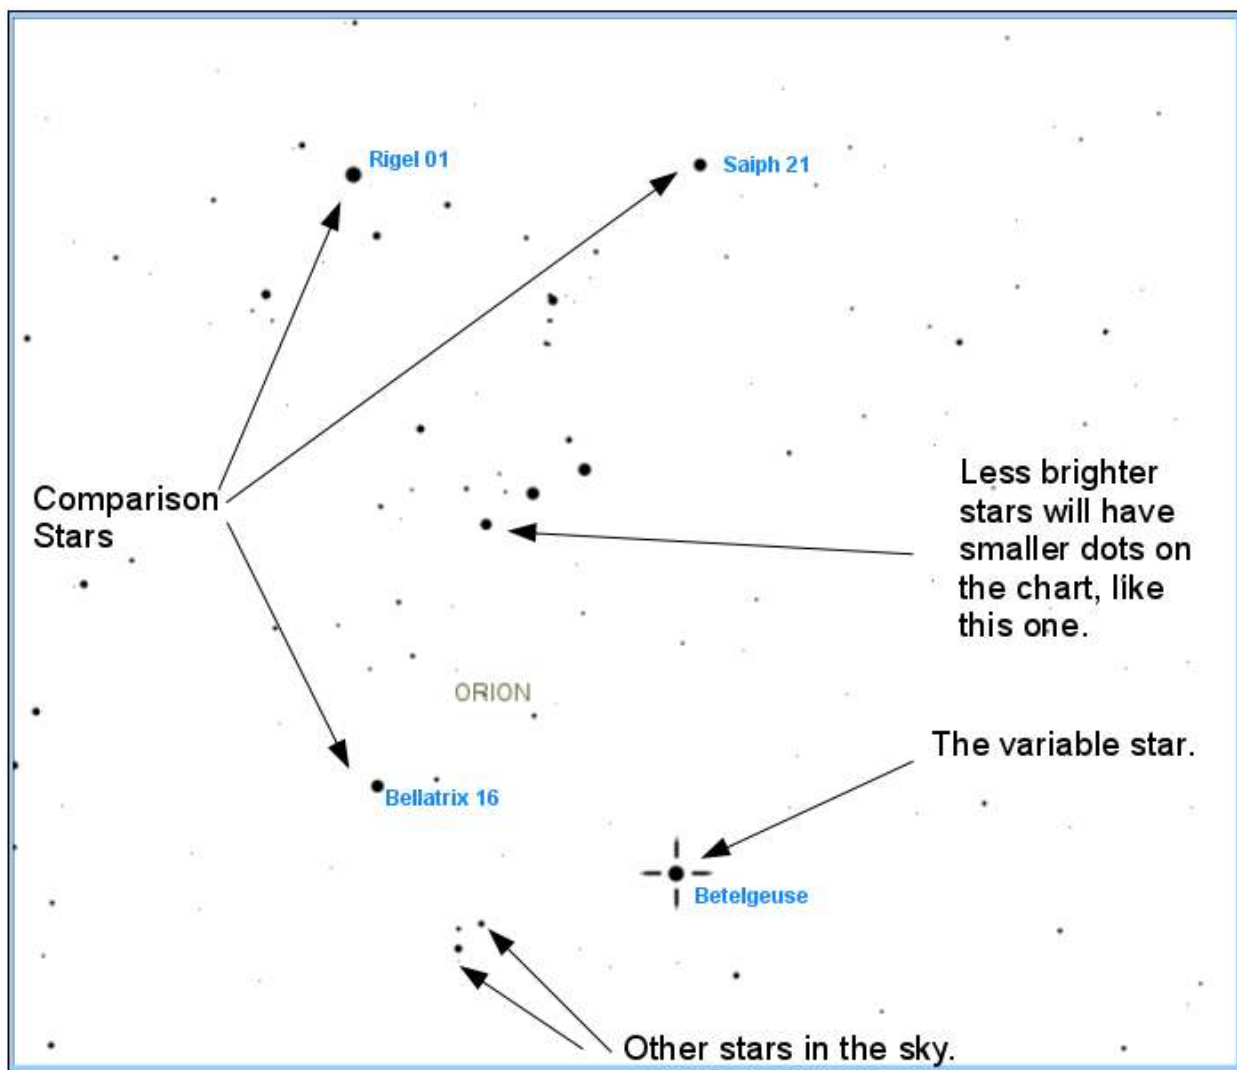 Rigel 01
Saiph 21
Comparison
Stars
Less brighter
stars will have
smaller dots on
the chart, like
this one.
ORION
The variable star.
Bellatrix 16
Betelgeuse
Other stars in the sky.